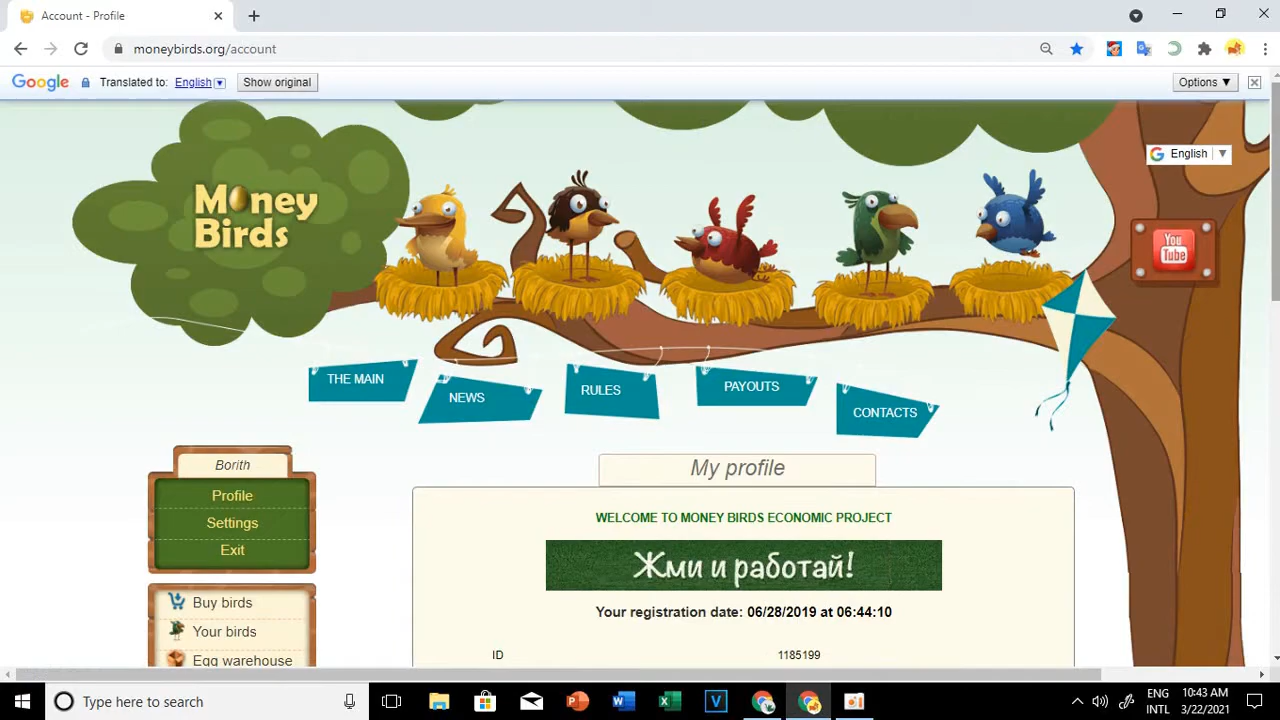 Account - Profile
moneybirds.org/account
Google Translated to: English Show original Options ▼
English
Money
Birds
You
Tube
THE MAIN
NEWS
RULES
PAYOUTS
CONTACTS
Borith
Profile
Settings
Exit
Buy birds
Your birds
Egg warehouse
My profile
WELCOME TO MONEY BIRDS ECONOMIC PROJECT
Жми и работай!
Your registration date: 06/28/2019 at 06:44:10
ID 1185199
Type here to search
ENG
INTL
10:43 AM
3/22/2021